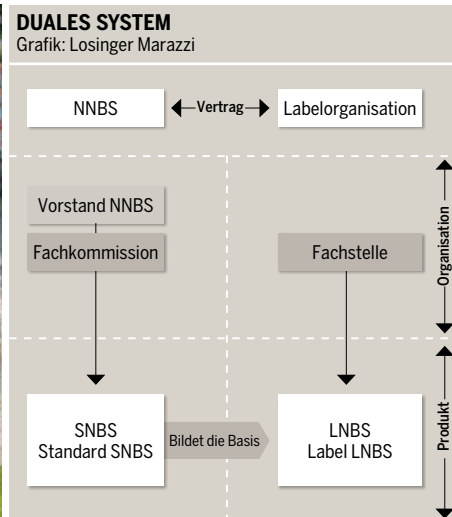 DUALES SYSTEM
Grafik: Losinger Marazzi
NNBS
Vertrag
Labelorganisation
Vorstand NNBS
Fachkommission
Fachstelle
Organisation
SNBS
Standard SNBS
Bildet die Basis
LNBS
Label LNBS
Produkt